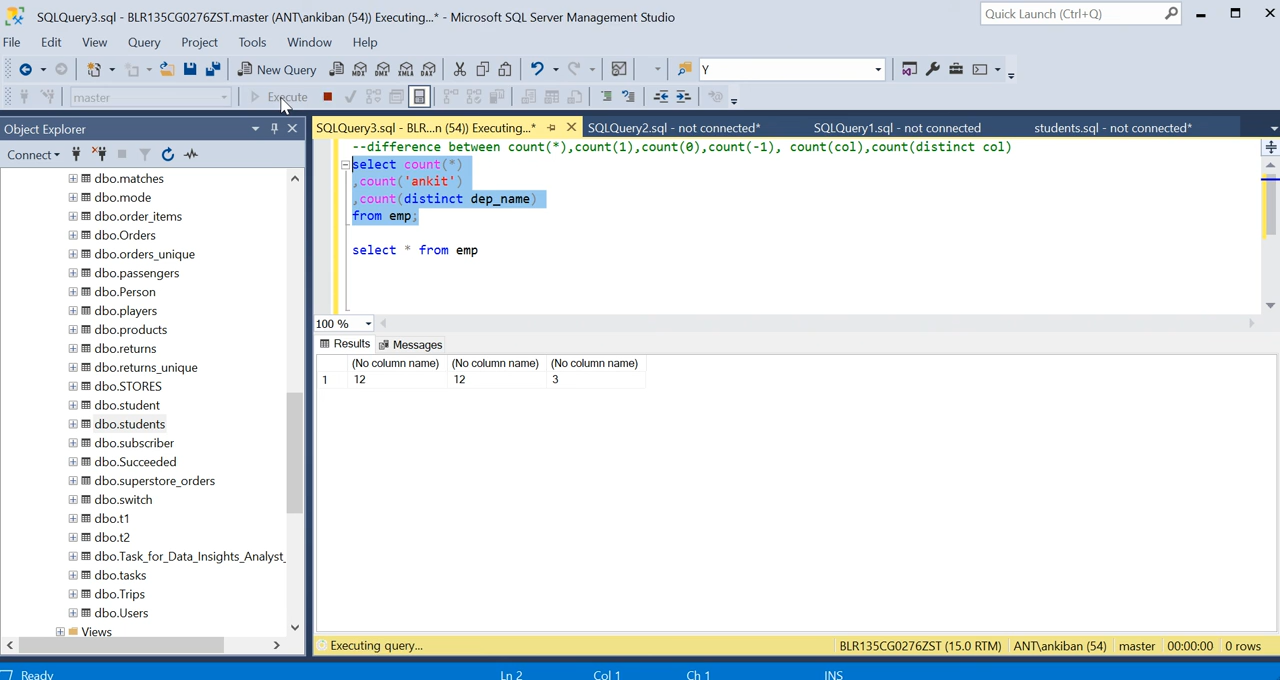 SQLQuery3.sql - BLR135CG0276ZST.master (ANT\ankiban (54)) Executing...* - Microsoft SQL Server Management Studio
Quick Launch (Ctrl+Q)
File Edit View Query Project Tools Window Help
New Query MDX DMX XMLA DAX Y
master Execute
Object Explorer
SQLQuery3.sql - BLR...n (54)) Executing...* SQLQuery2.sql - not connected* SQLQuery1.sql - not connected students.sql - not connected*
Connect
dbo.matches
dbo.mode
dbo.order_items
dbo.Orders
dbo.orders_unique
dbo.passengers
dbo.Person
dbo.players
dbo.products
dbo.returns
dbo.returns_unique
dbo.STORES
dbo.student
dbo.students
dbo.subscriber
dbo.Succeeded
dbo.superstore_orders
dbo.switch
dbo.t1
dbo.t2
dbo.Task_for_Data_Insights_Analyst_
dbo.tasks
dbo.Trips
dbo.Users
Views
--difference between count(*),count(1),count(0),count(-1), count(col),count(distinct col)
select count(*)
,count('ankit')
,count(distinct dep_name)
from emp;
select * from emp
100 %
Results Messages
(No column name) (No column name) (No column name)
1 12 12 3
Executing query... BLR135CG0276ZST (15.0 RTM) ANT\ankiban (54) master 00:00:00 0 rows
Ready Ln 2 Col 1 Ch 1 INS